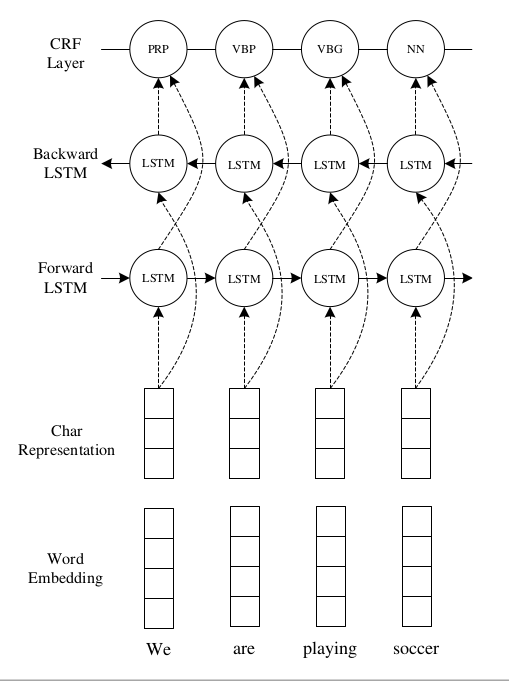 CRF
Layer
PRP VBP VBG NN
Backward
LSTM
LSTM LSTM LSTM LSTM
Forward
LSTM
LSTM LSTM LSTM LSTM
Char
Representation
Word
Embedding
We are playing soccer